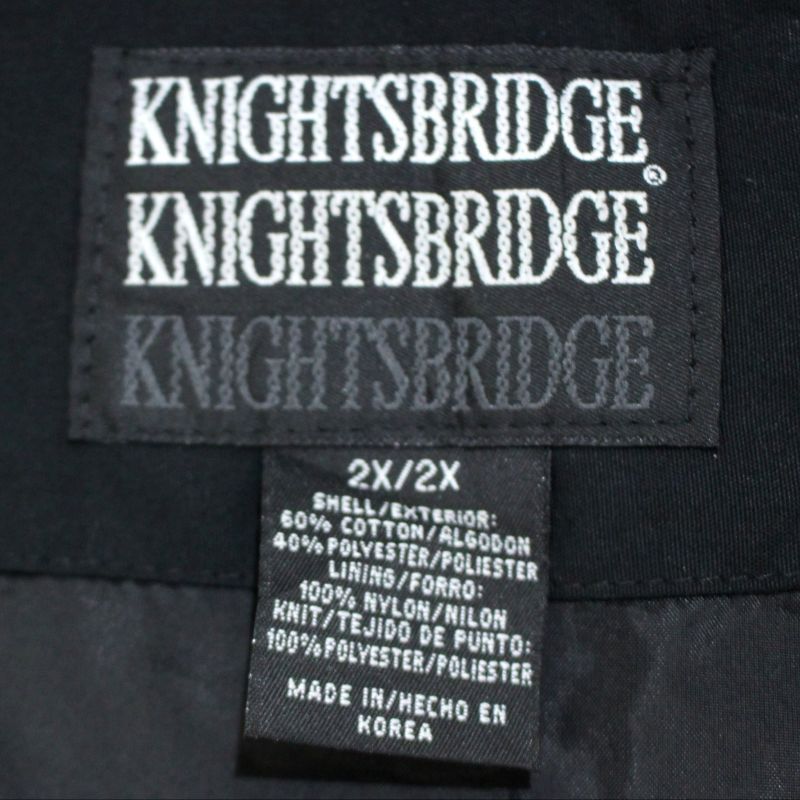 KNIGHTSBRIDGE®
KNIGHTSBRIDGE
KNIGHTSBRIDGE
2X/2X
SHELL/EXTERIOR:
60% COTTON/ALGODON
40% POLYESTER/POLIESTER
LINING/FORRO:
100% NYLON/NILON
KNIT/TEJIDO DE PUNTO:
100% POLYESTER/POLIESTER
MADE IN/HECHO EN
KOREA